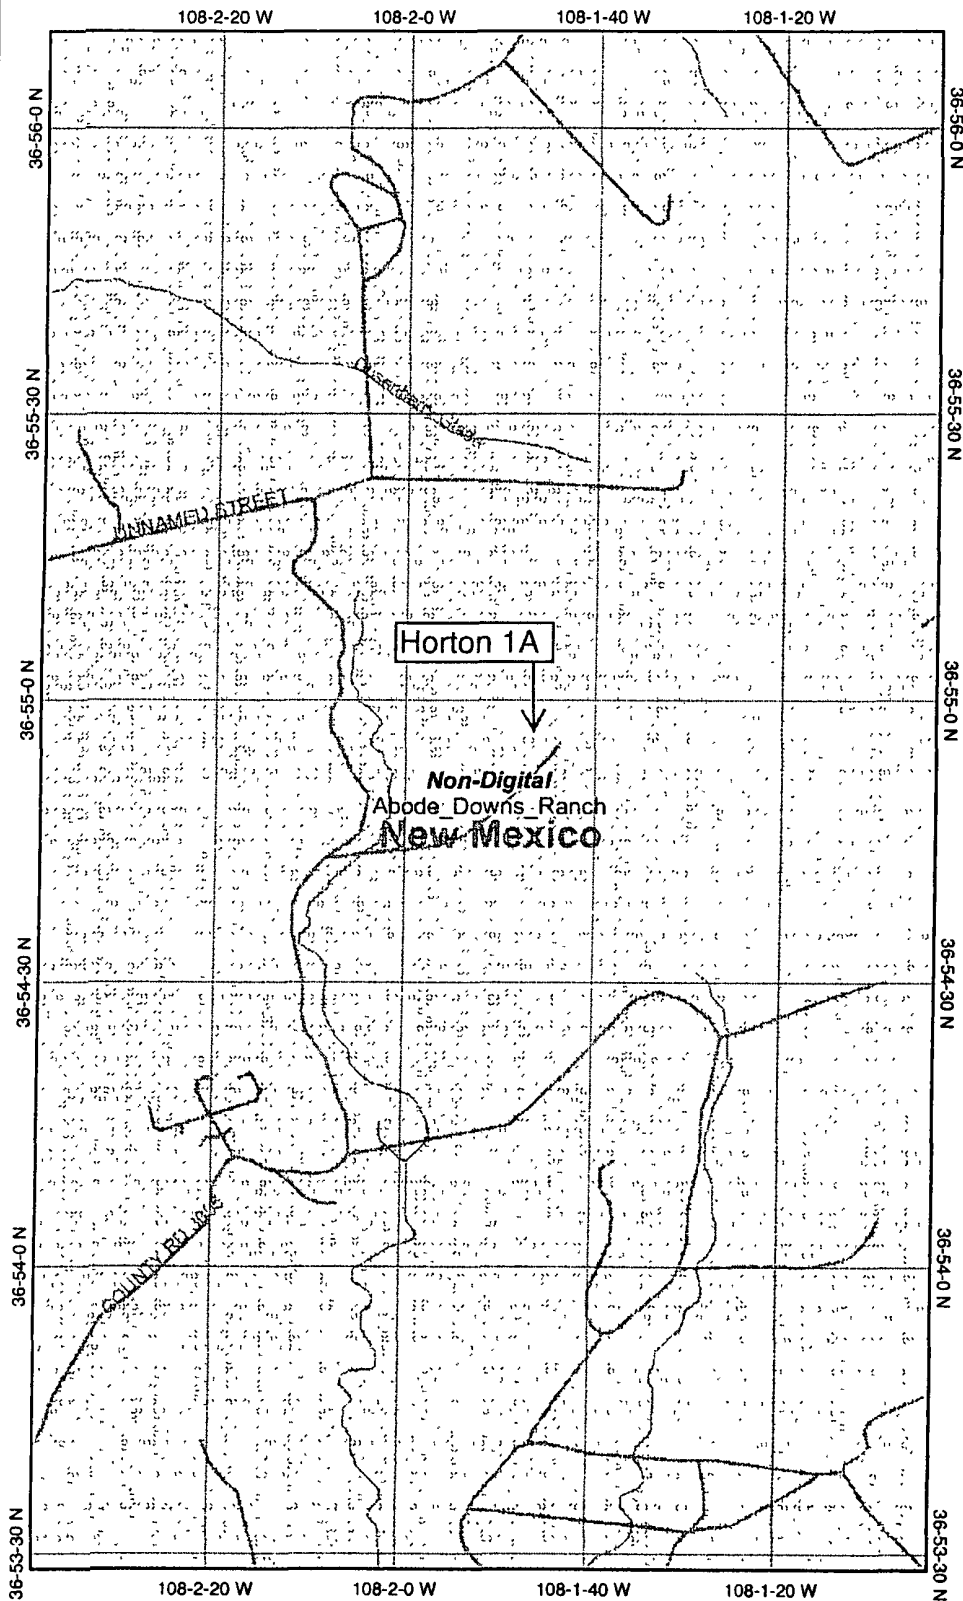 108-2-20 W 108-2-0 W 108-1-40 W 108-1-20 W
36-56-0 N 36-56-0 N
36-55-30 N 36-55-30 N
UNNAMED STREET
Horton 1A
36-55-0 N 36-55-0 N
Non-Digital
Abode_Downs_Ranch
New Mexico
36-54-30 N 36-54-30 N
COUNTY RD
36-54-0 N 36-54-0 N
36-53-30 N 36-53-30 N
108-2-20 W 108-2-0 W 108-1-40 W 108-1-20 W